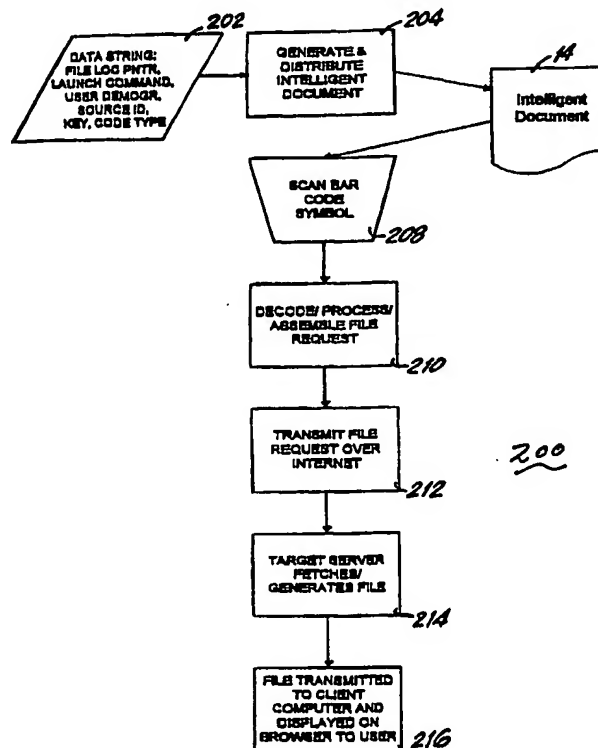 202
DATA STRING:
FILE LOG PNTR,
LAUNCH COMMAND,
USER DEMOGR,
SOURCE ID,
KEY, CODE TYPE
204
GENERATE &
DISTRIBUTE
INTELLIGENT
DOCUMENT
14
Intelligent
Document
SCAN BAR
CODE
SYMBOL
208
DECODE/ PROCESS/
ASSEMBLE FILE
REQUEST
210
TRANSMIT FILE
REQUEST OVER
INTERNET
212
200
TARGET SERVER
FETCHES/
GENERATES FILE
214
FILE TRANSMITTED
TO CLIENT
COMPUTER AND
DISPLAYED ON
BROWSER TO USER
216